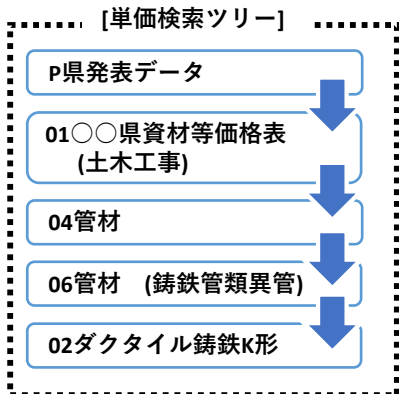 [単価検索ツリー]
P県発表データ
01○○県資材等価格表
(土木工事)
04管材
06管材　(鋳鉄管類異管)
02ダクタイル鋳鉄K形